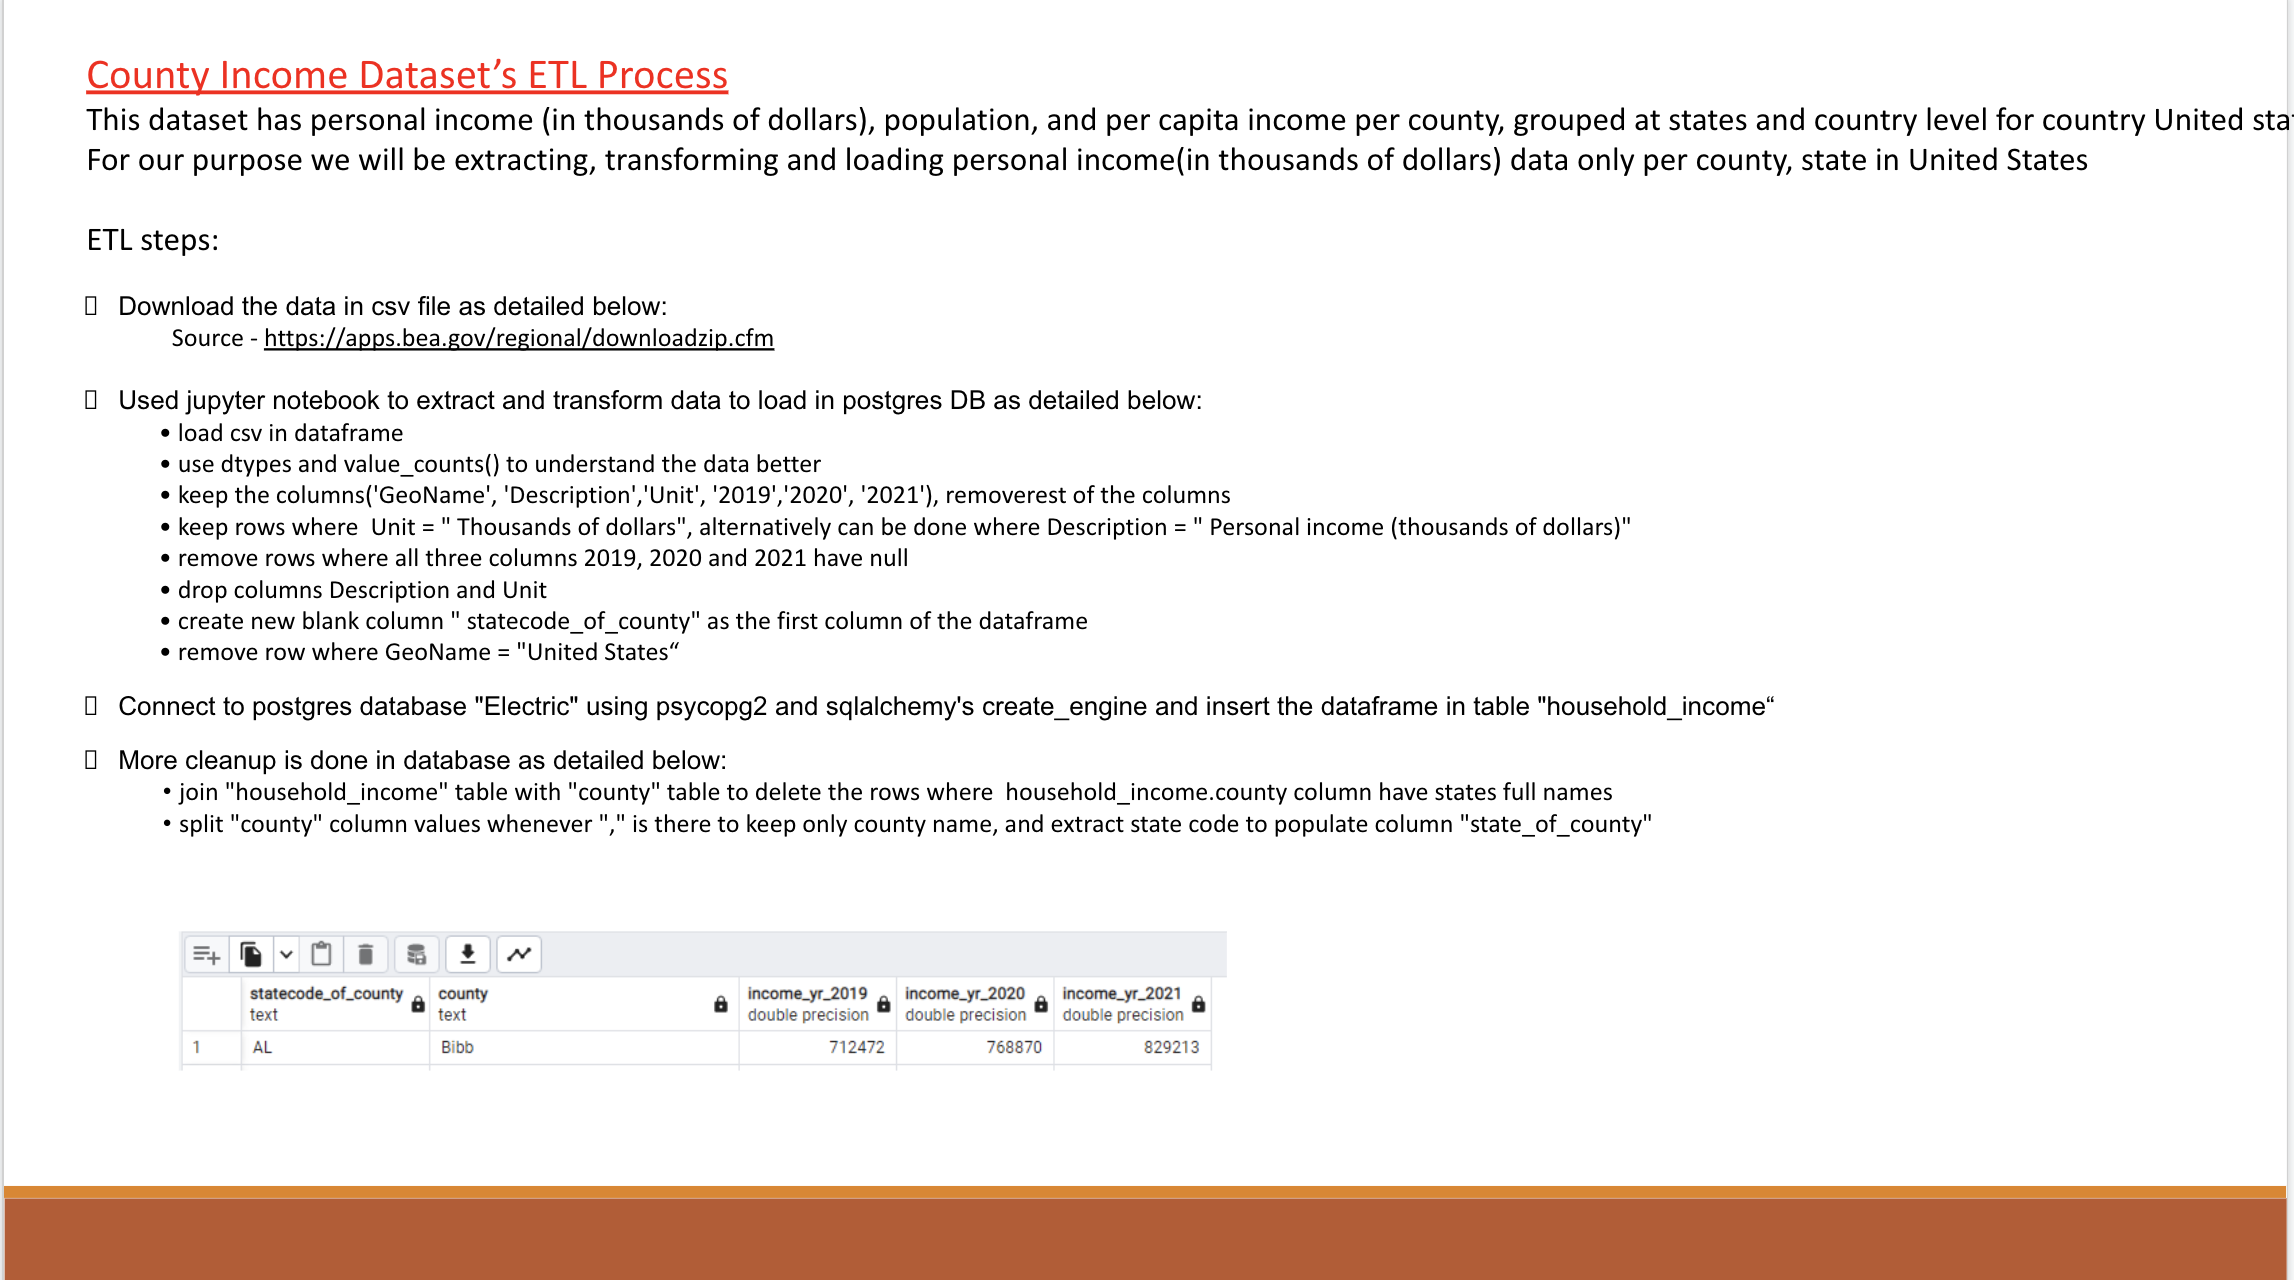 County Income Dataset’s ETL Process
This dataset has personal income (in thousands of dollars), population, and per capita income per county, grouped at states and country level for country United
For our purpose we will be extracting, transforming and loading personal income(in thousands of dollars) data only per county, state in United States
ETL steps:
Download the data in csv file as detailed below:
Source - https://apps.bea.gov/regional/downloadzip.cfm
Used jupyter notebook to extract and transform data to load in postgres DB as detailed below:
• load csv in dataframe
• use dtypes and value_counts() to understand the data better
• keep the columns('GeoName', 'Description','Unit', '2019','2020', '2021'), removerest of the columns
• keep rows where  Unit = " Thousands of dollars", alternatively can be done where Description = " Personal income (thousands of dollars)"
• remove rows where all three columns 2019, 2020 and 2021 have null
• drop columns Description and Unit
• create new blank column " statecode_of_county" as the first column of the dataframe
• remove row where GeoName = "United States“
Connect to postgres database "Electric" using psycopg2 and sqlalchemy's create_engine and insert the dataframe in table "household_income“
More cleanup is done in database as detailed below:
• join "household_income" table with "county" table to delete the rows where  household_income.county column have states full names
• split "county" column values whenever "," is there to keep only county name, and extract state code to populate column "state_of_county"
statecode_of_county county income_yr_2019 income_yr_2020 income_yr_2021
text text double precision double precision double precision
1 AL Bibb 712472 768870 829213